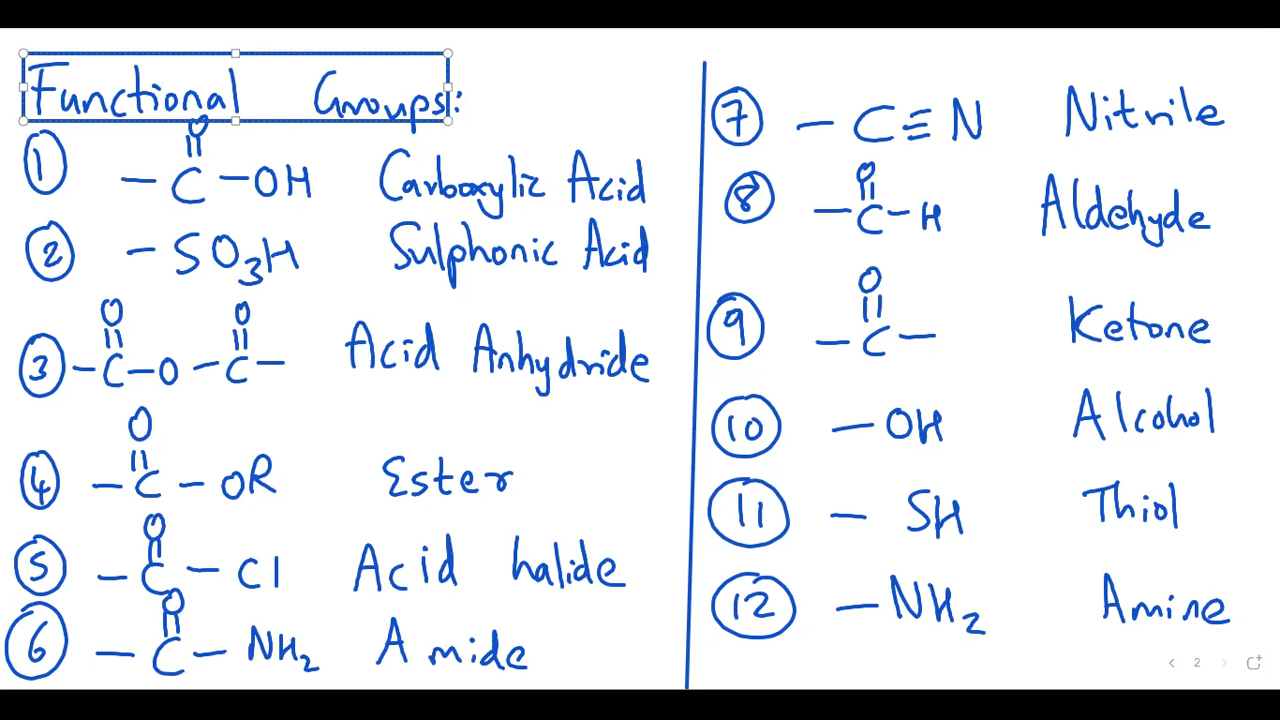 Functional Groups:
① O
– C – OH Carboxylic Acid
② – SO₃H Sulphonic Acid
O O
③ – C – O – C – Acid Anhydride
O
④ – C – OR Ester
O
⑤ – C – Cl Acid halide
O
⑥ – C – NH₂ Amide
⑦ – C≡N Nitrile
O
⑧ – C – H Aldehyde
O
⑨ – C – Ketone
⑩ – OH Alcohol
⑪ – SH Thiol
⑫ – NH₂ Amine
2